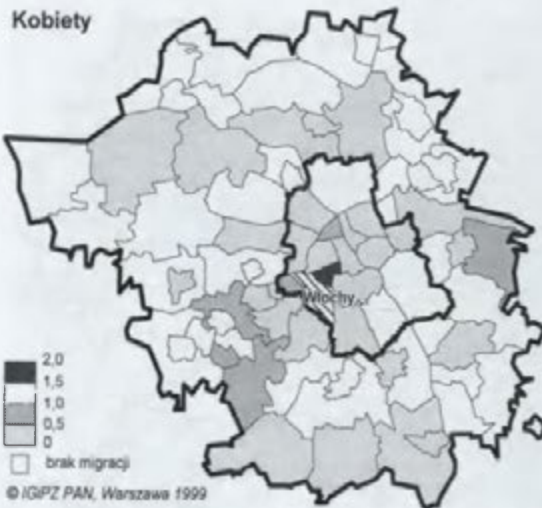 Kobiety
Włochy
2,0
1,5
1,0
0,5
0
brak migracji
© IGiPZ PAN, Warszawa 1999